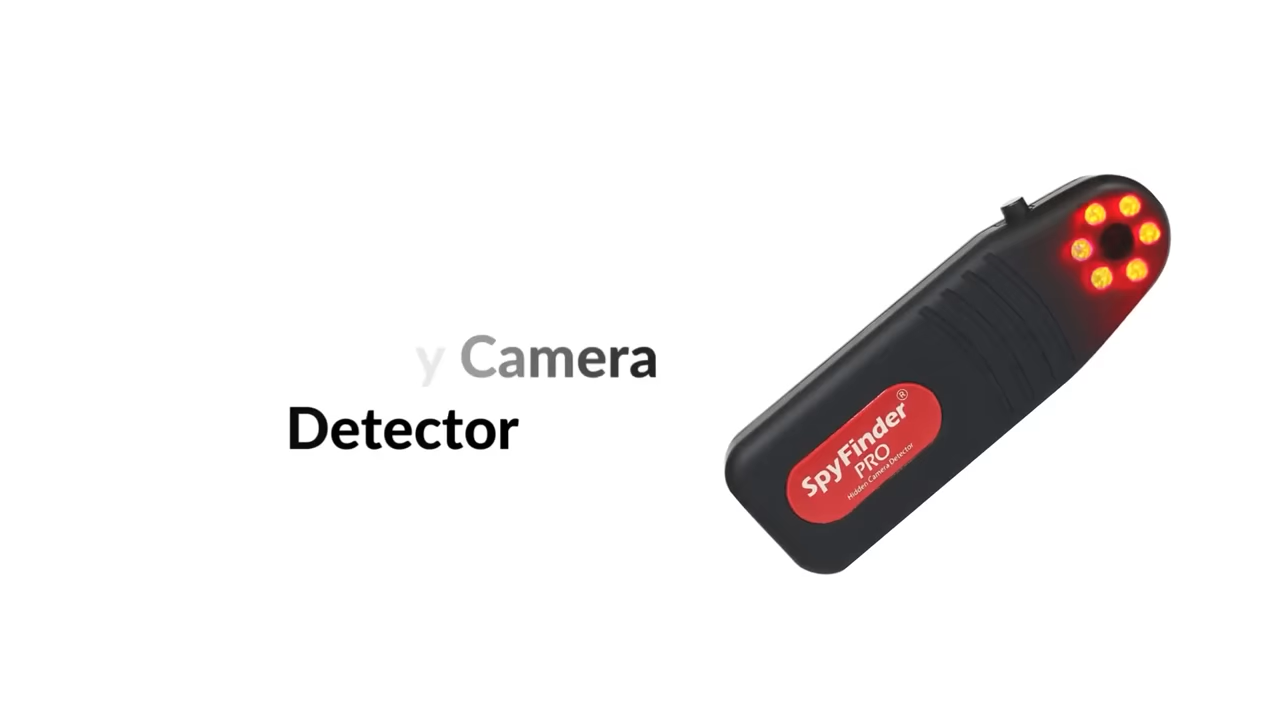 y Camera
Detector
SpyFinder®
PRO
Hidden Camera Detector